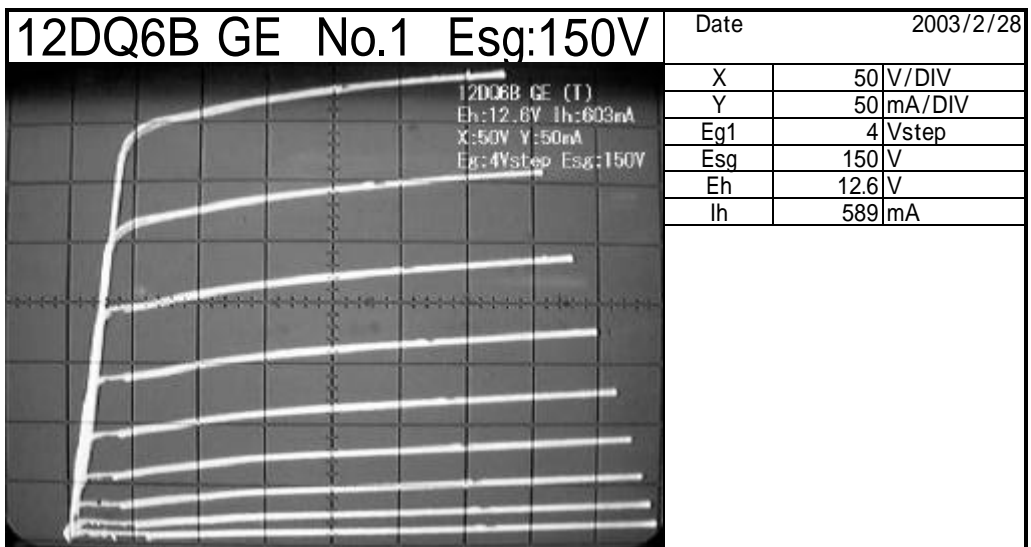 12DQ6B GE No.1 Esg:150V
Date 2003/2/28
X 50 V/DIV
Y 50 mA/DIV
Eg1 4 Vstep
Esg 150 V
Eh 12.6 V
Ih 589 mA
12DQ6B GE (T)
Eh:12.6V Ih:603mA
X:50V Y:50mA
Eg:4Vstep Esg:150V